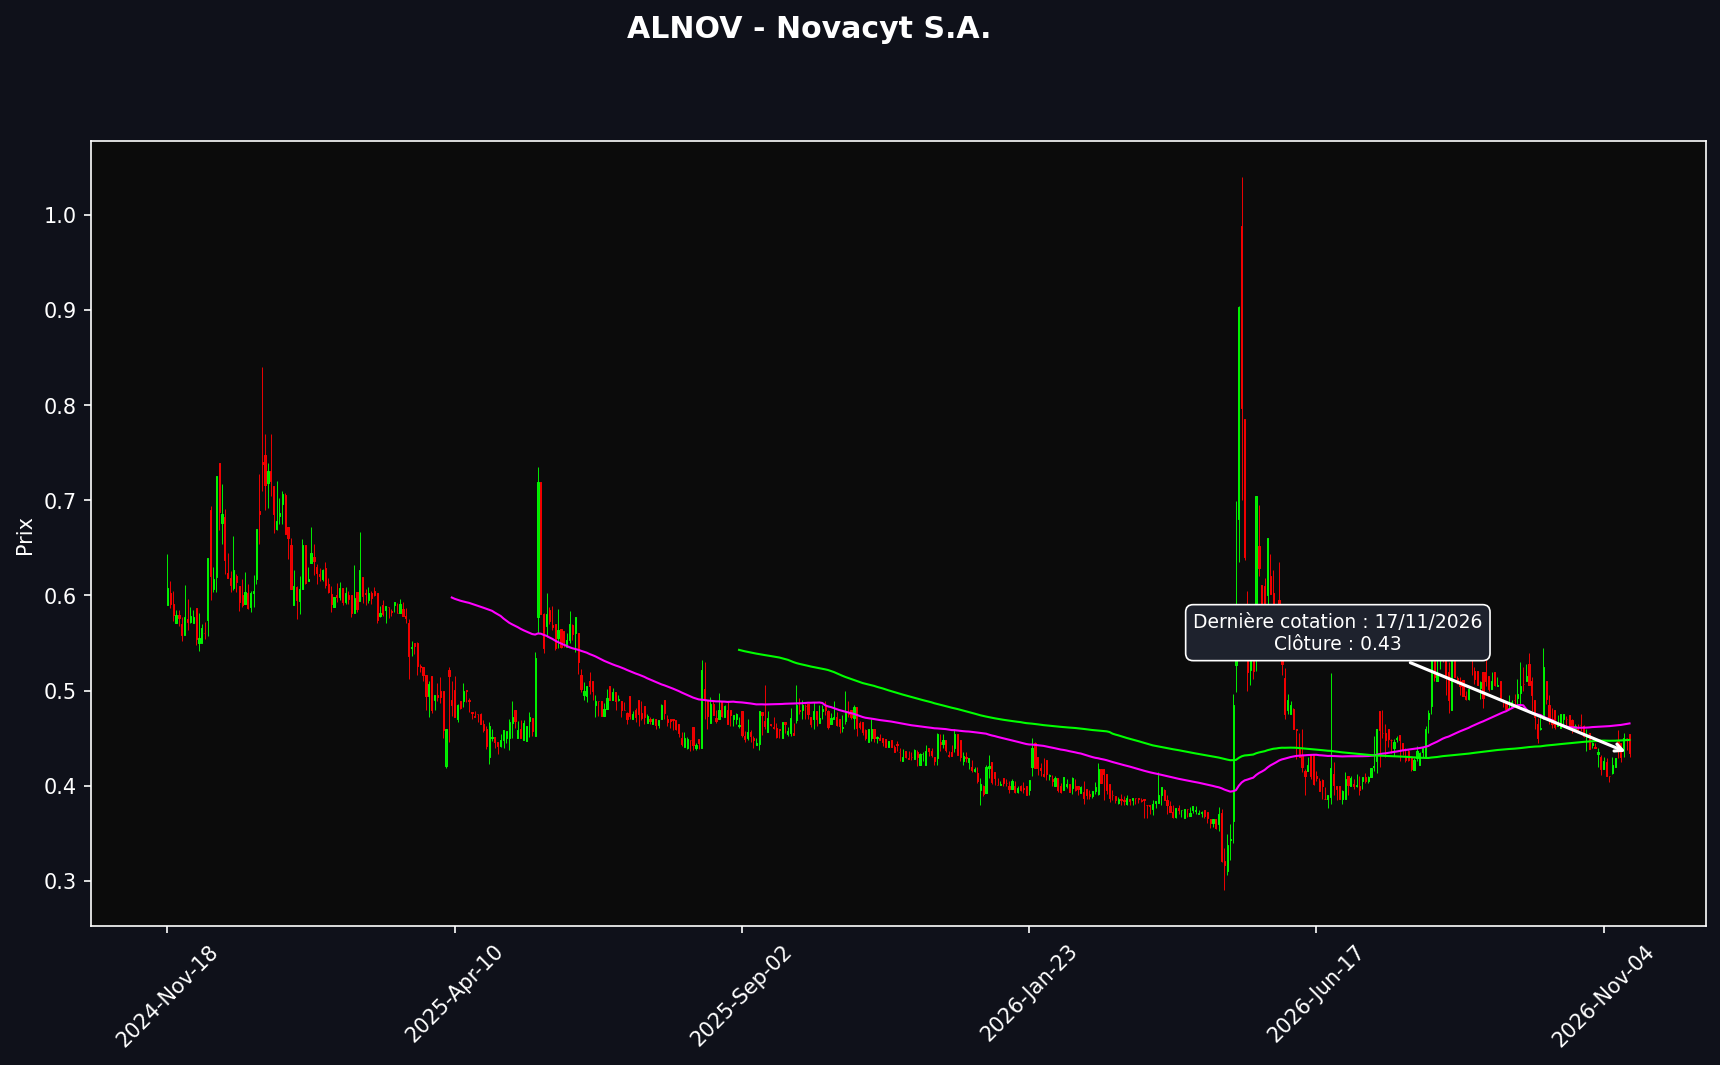 ALNOV - Novacyt S.A.
Prix
1.0
0.9
0.8
0.7
0.6
0.5
0.4
0.3
Dernière cotation : 17/11/2026
Clôture : 0.43
2024-Nov-18
2025-Apr-10
2025-Sep-02
2026-Jan-23
2026-Jun-17
2026-Nov-04